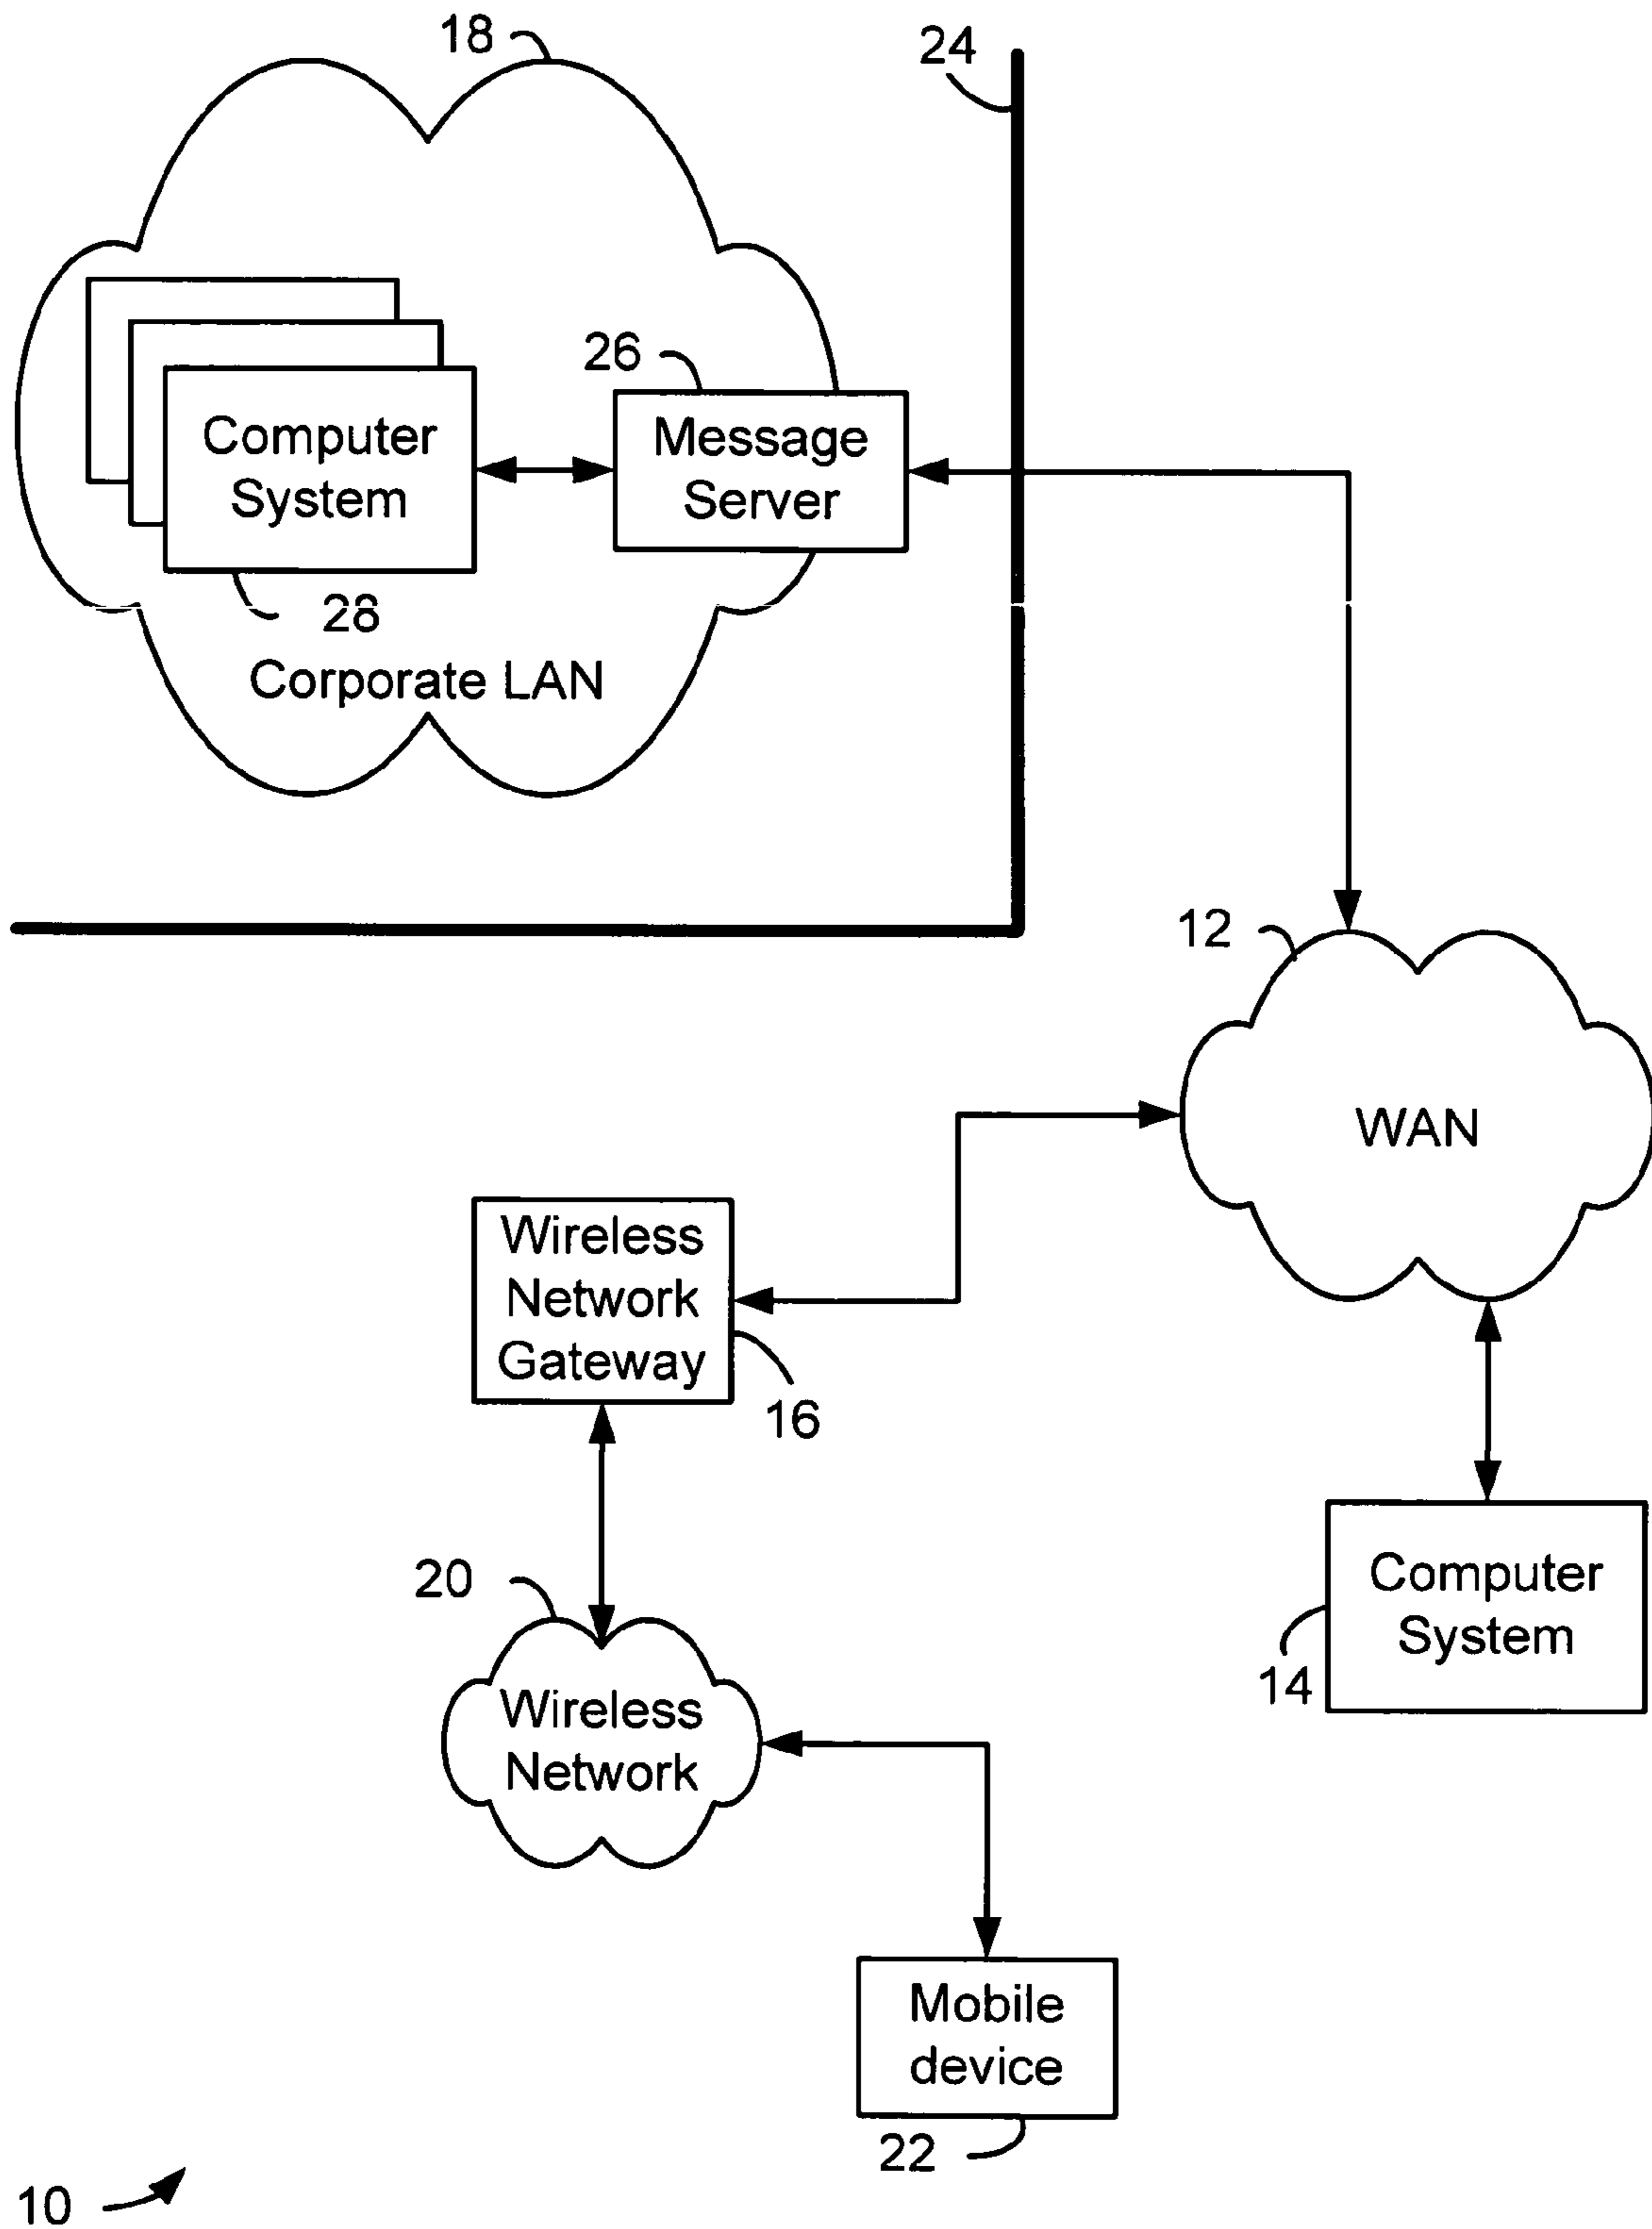 18
24
26
Computer
System
Message
Server
28
Corporate LAN
12
WAN
Wireless
Network
Gateway
16
20
Computer
System
14
Wireless
Network
Mobile
device
22
10